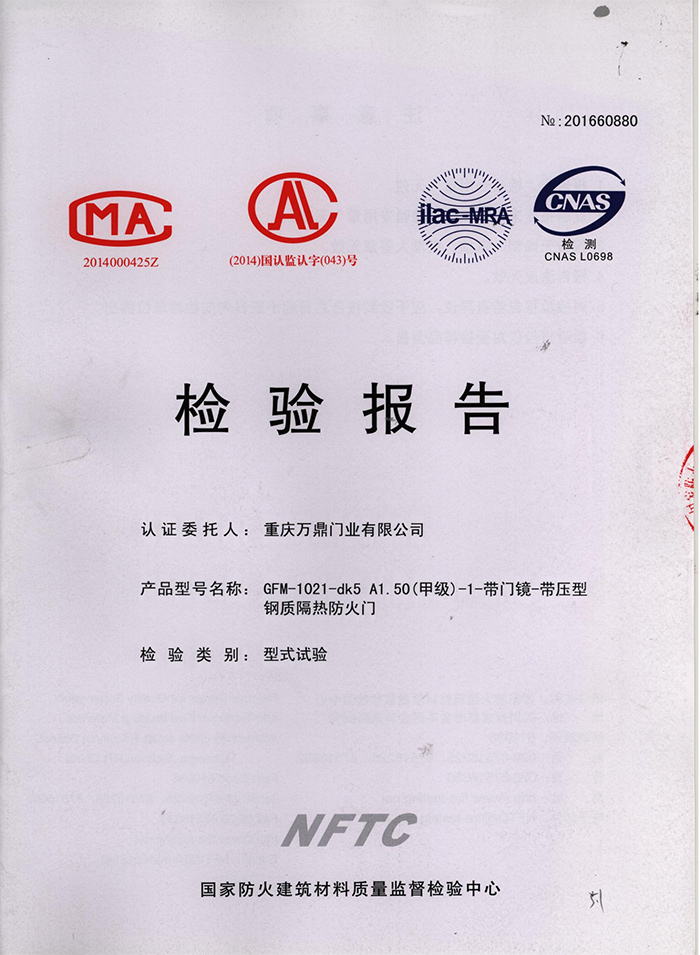 №:201660880
MA
2014000425Z
AL
(2014)国认监认字(043)号
ilac-MRA
CNAS
检 测
CNAS L0698
检 验 报 告
认 证 委 托 人： 重庆万鼎门业有限公司
产品型号名称： GFM-1021-dk5 A1.50(甲级)-1-带门镜-带压型
钢质隔热防火门
检 验 类 别： 型式试验
NFTC
国家防火建筑材料质量监督检验中心
51